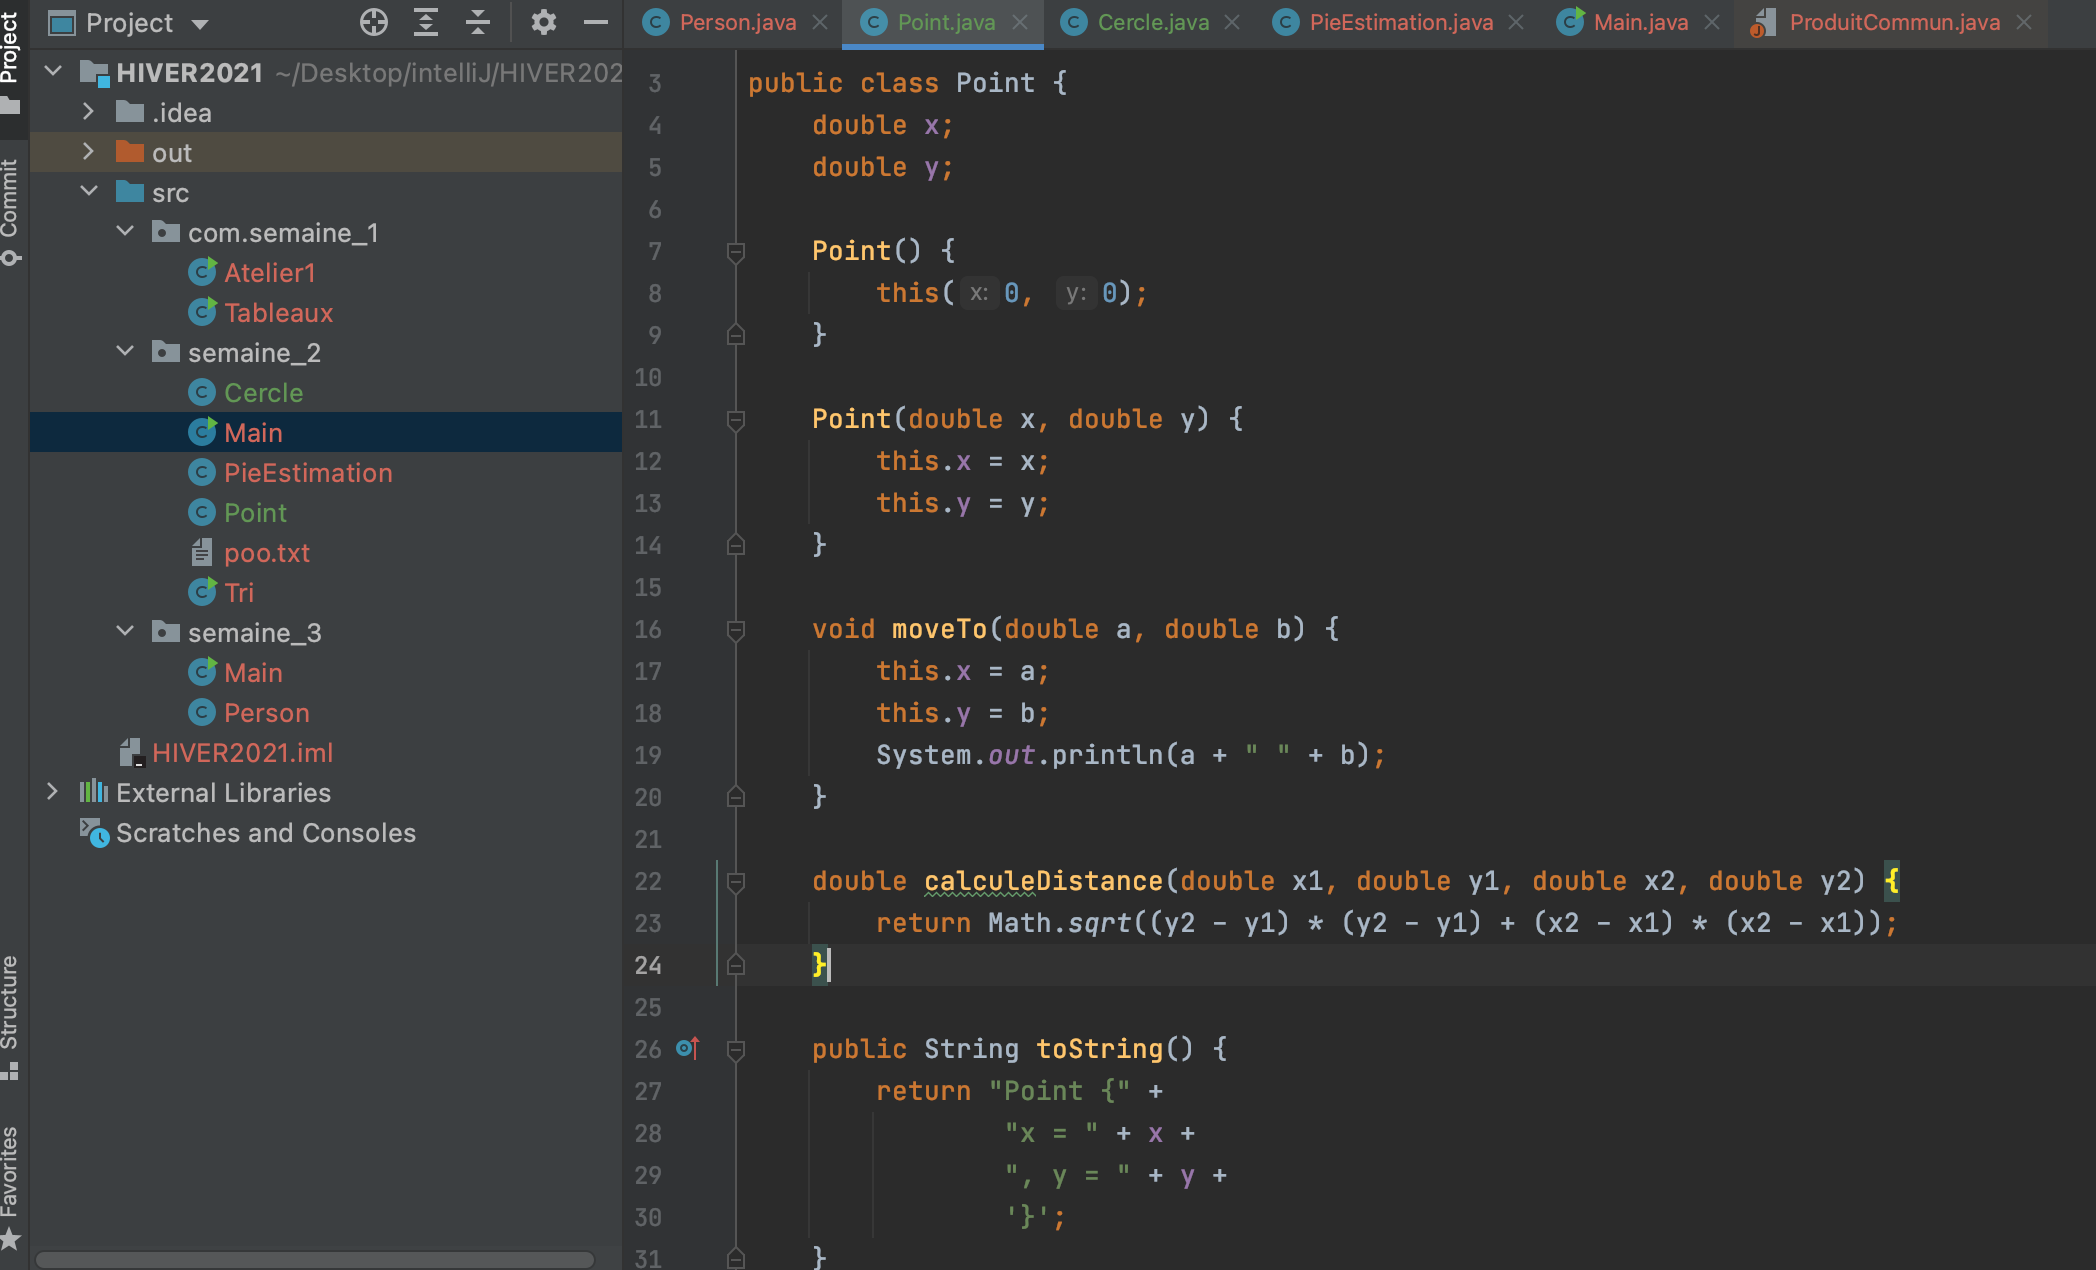 Project
Person.java
Point.java
Cercle.java
PieEstimation.java
Main.java
ProduitCommun.java
Project
Commit
Structure
Favorites
HIVER2021 ~/Desktop/intelliJ/HIVER202
.idea
out
src
com.semaine_1
Atelier1
Tableaux
semaine_2
Cercle
Main
PieEstimation
Point
poo.txt
Tri
semaine_3
Main
Person
HIVER2021.iml
External Libraries
Scratches and Consoles
3 public class Point {
4 double x;
5 double y;
6
7 Point() {
8 this( x: 0, y: 0);
9 }
10
11 Point(double x, double y) {
12 this.x = x;
13 this.y = y;
14 }
15
16 void moveTo(double a, double b) {
17 this.x = a;
18 this.y = b;
19 System.out.println(a + " " + b);
20 }
21
22 double calculeDistance(double x1, double y1, double x2, double y2) {
23 return Math.sqrt((y2 - y1) * (y2 - y1) + (x2 - x1) * (x2 - x1));
24 }
25
26 public String toString() {
27 return "Point {" +
28 "x = " + x +
29 ", y = " + y +
30 '}';
31 }